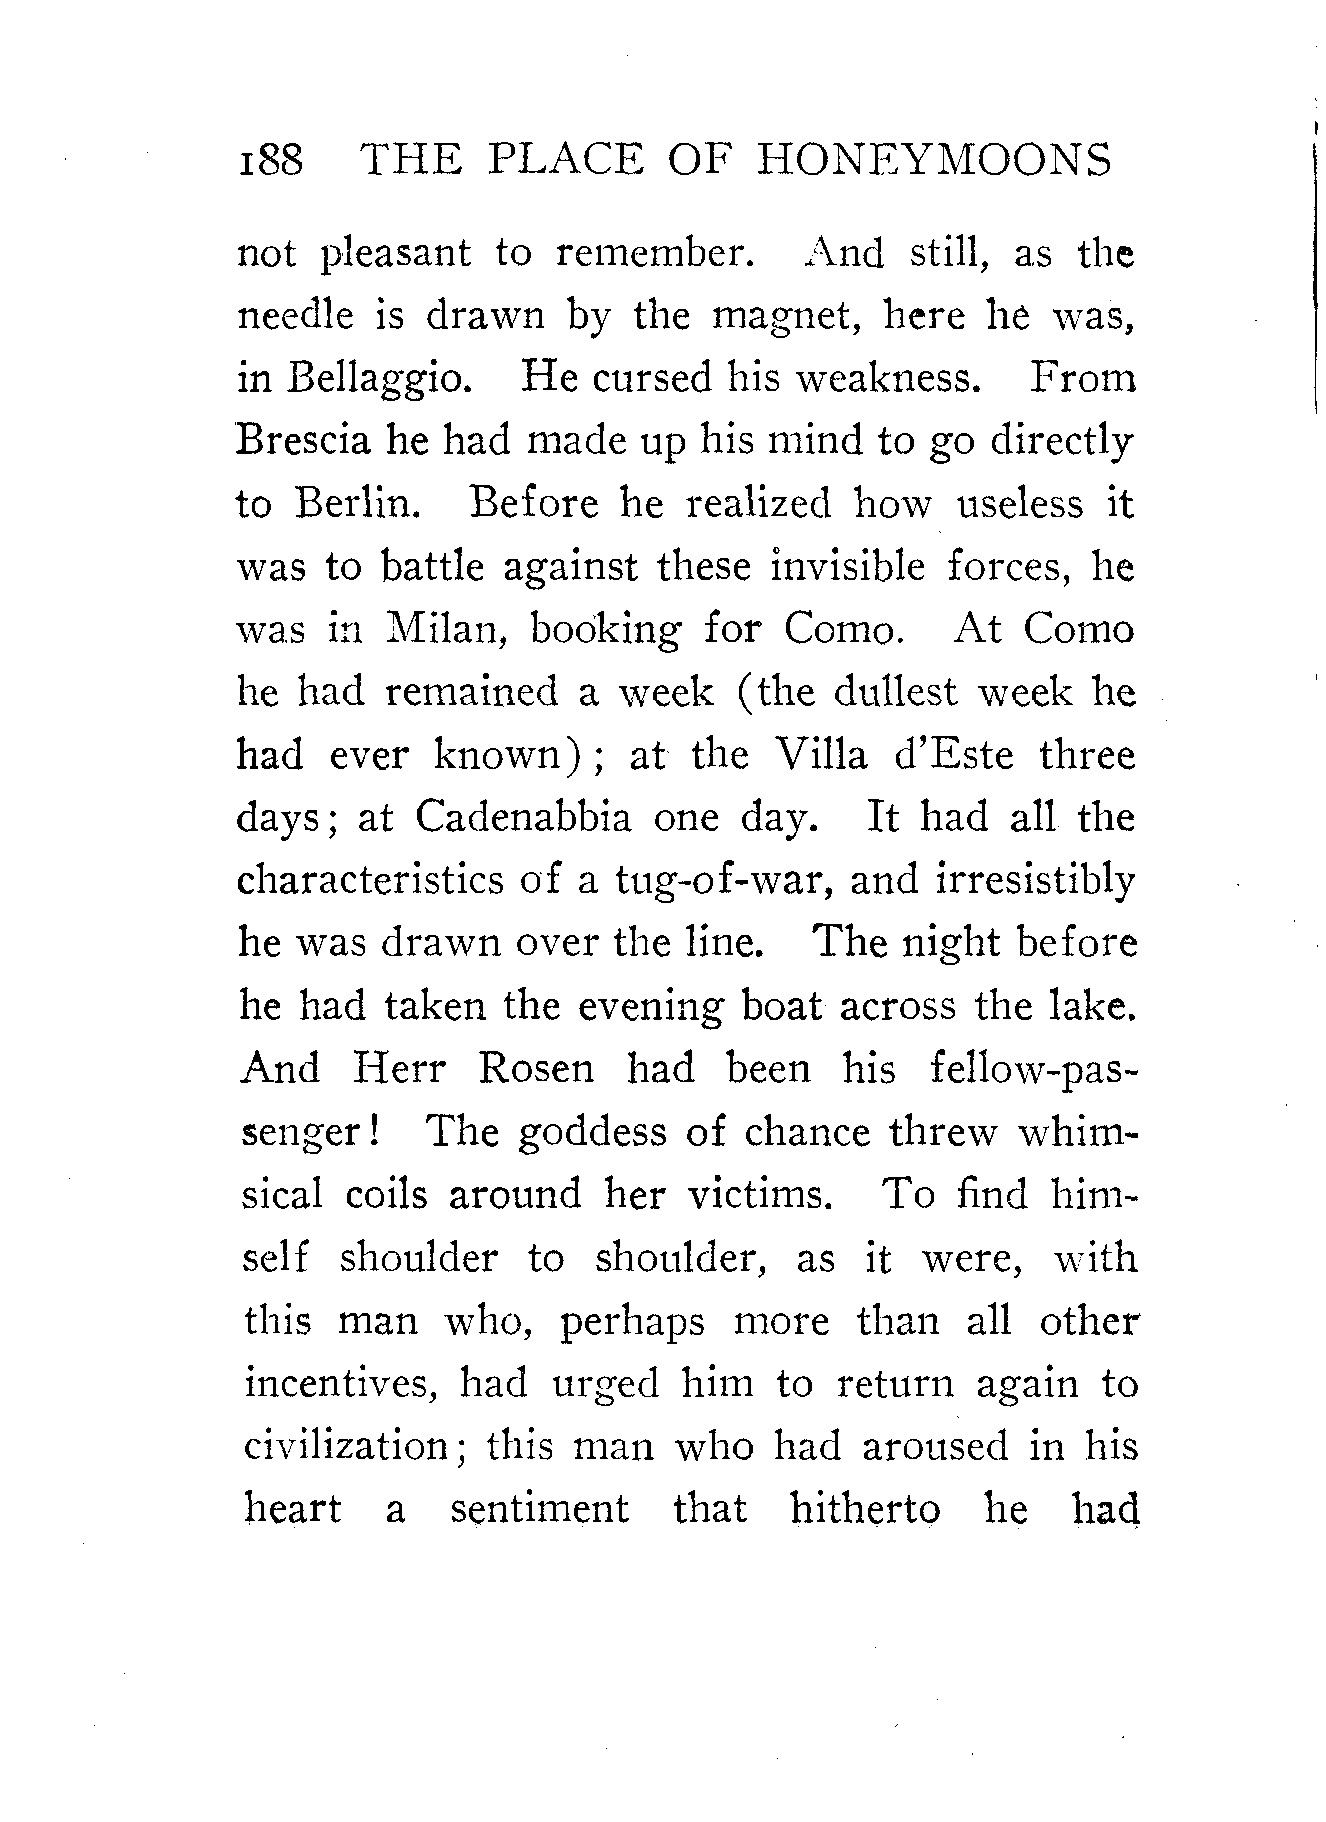 188 THE PLACE OF HONEYMOONS
not pleasant to remember. And still, as the
needle is drawn by the magnet, here he was,
in Bellaggio. He cursed his weakness. From
Brescia he had made up his mind to go directly
to Berlin. Before he realized how useless it
was to battle against these invisible forces, he
was in Milan, booking for Como. At Como
he had remained a week (the dullest week he
had ever known); at the Villa d'Este three
days; at Cadenabbia one day. It had all the
characteristics of a tug-of-war, and irresistibly
he was drawn over the line. The night before
he had taken the evening boat across the lake.
And Herr Rosen had been his fellow-pas-
senger! The goddess of chance threw whim-
sical coils around her victims. To find him-
self shoulder to shoulder, as it were, with
this man who, perhaps more than all other
incentives, had urged him to return again to
civilization; this man who had aroused in his
heart a sentiment that hitherto he had